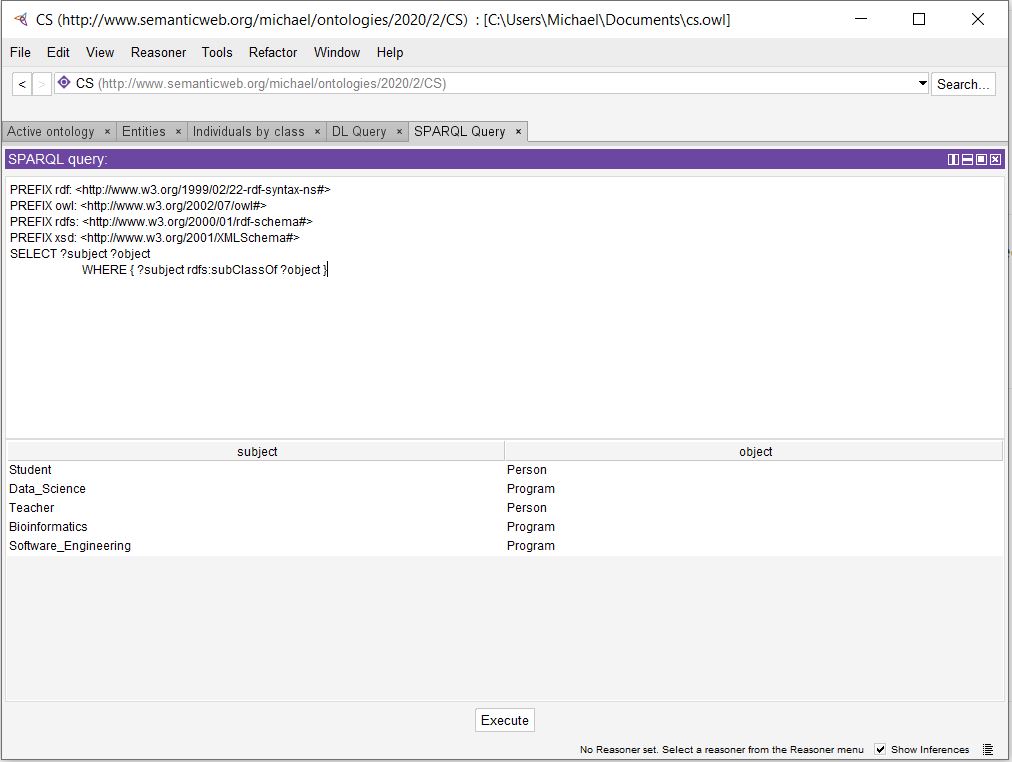 CS (http://www.semanticweb.org/michael/ontologies/2020/2/CS) : [C:\Users\Michael\Documents\cs.owl]
File Edit View Reasoner Tools Refactor Window Help
< > CS (http://www.semanticweb.org/michael/ontologies/2020/2/CS) Search...
Active ontology × Entities × Individuals by class × DL Query × SPARQL Query ×
SPARQL query:
PREFIX rdf: <http://www.w3.org/1999/02/22-rdf-syntax-ns#>
PREFIX owl: <http://www.w3.org/2002/07/owl#>
PREFIX rdfs: <http://www.w3.org/2000/01/rdf-schema#>
PREFIX xsd: <http://www.w3.org/2001/XMLSchema#>
SELECT ?subject ?object
WHERE { ?subject rdfs:subClassOf ?object }
subject object
Student Person
Data_Science Program
Teacher Person
Bioinformatics Program
Software_Engineering Program
Execute
No Reasoner set. Select a reasoner from the Reasoner menu Show Inferences